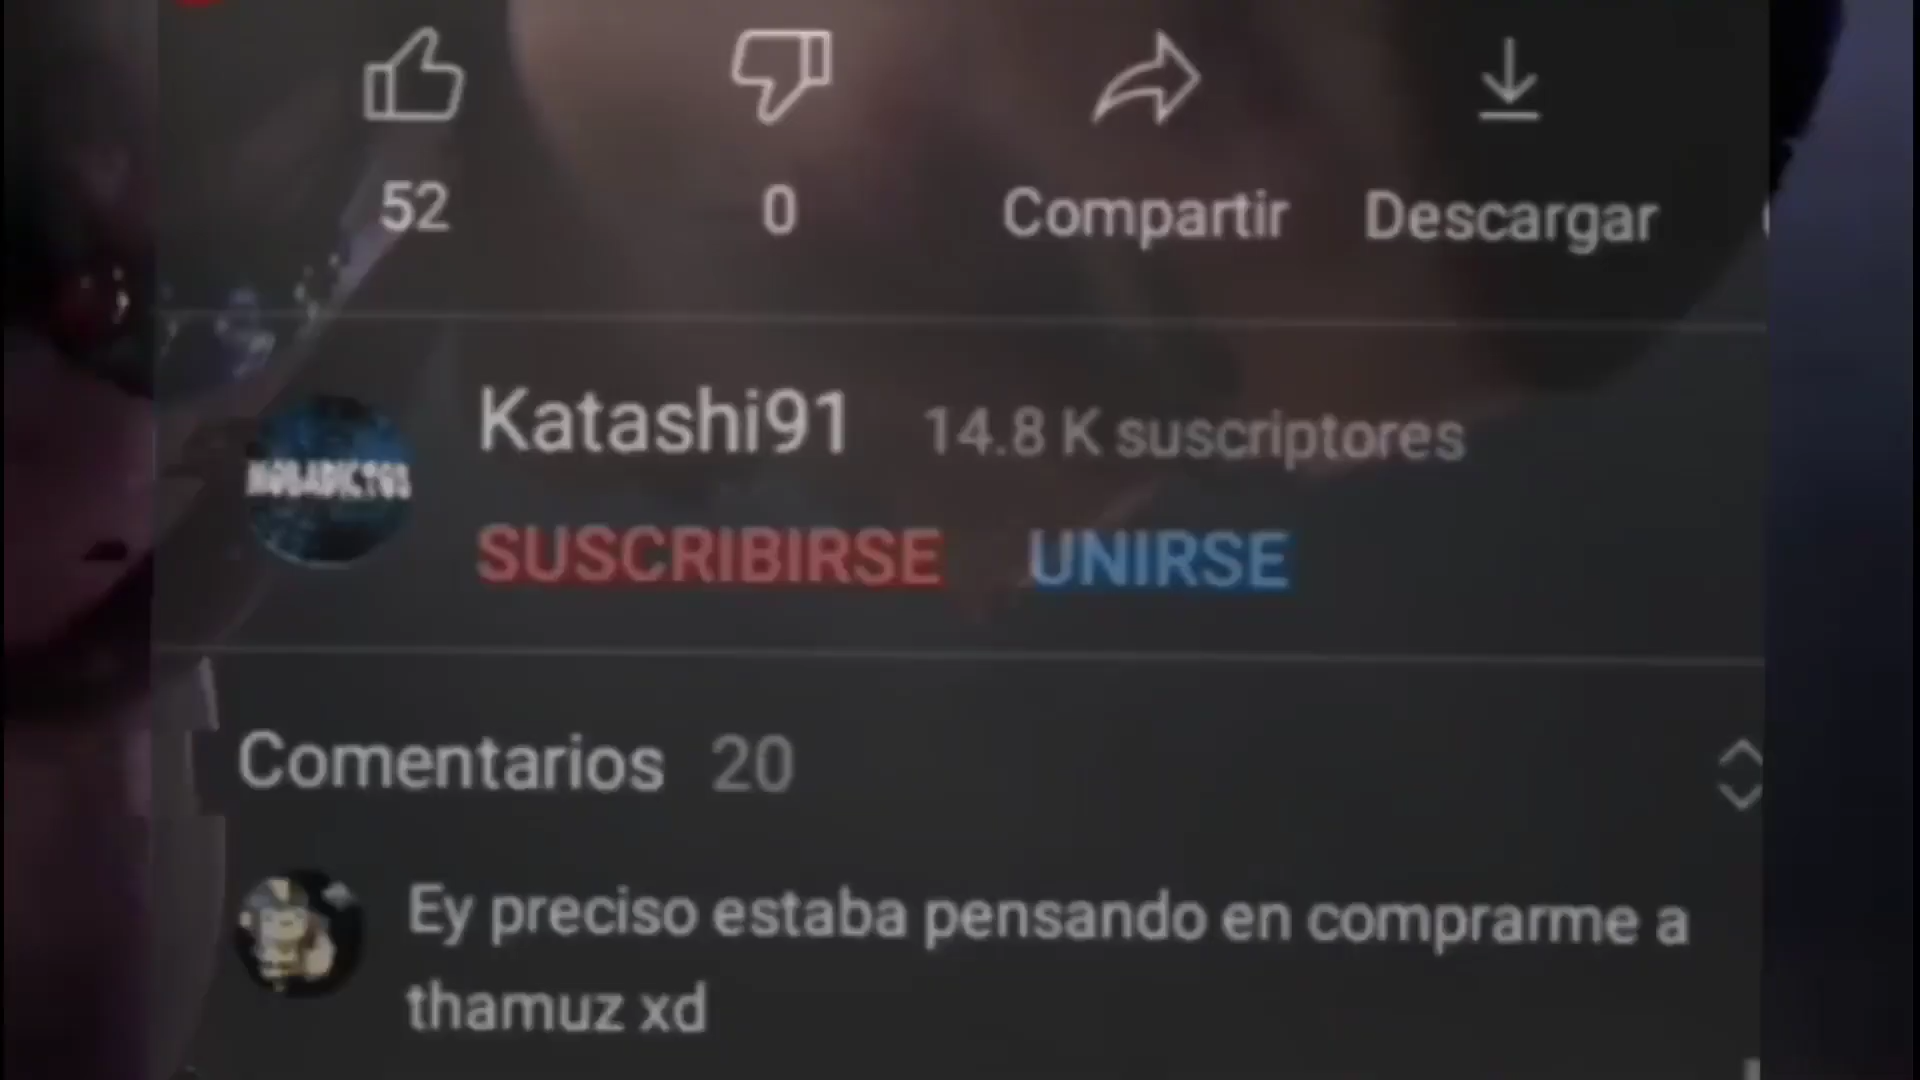 52
0
Compartir
Descargar
Katashi91
14.8 K suscriptores
MOBADICTOS
SUSCRIBIRSE
UNIRSE
Comentarios 20
Ey preciso estaba pensando en comprarme a
thamuz xd